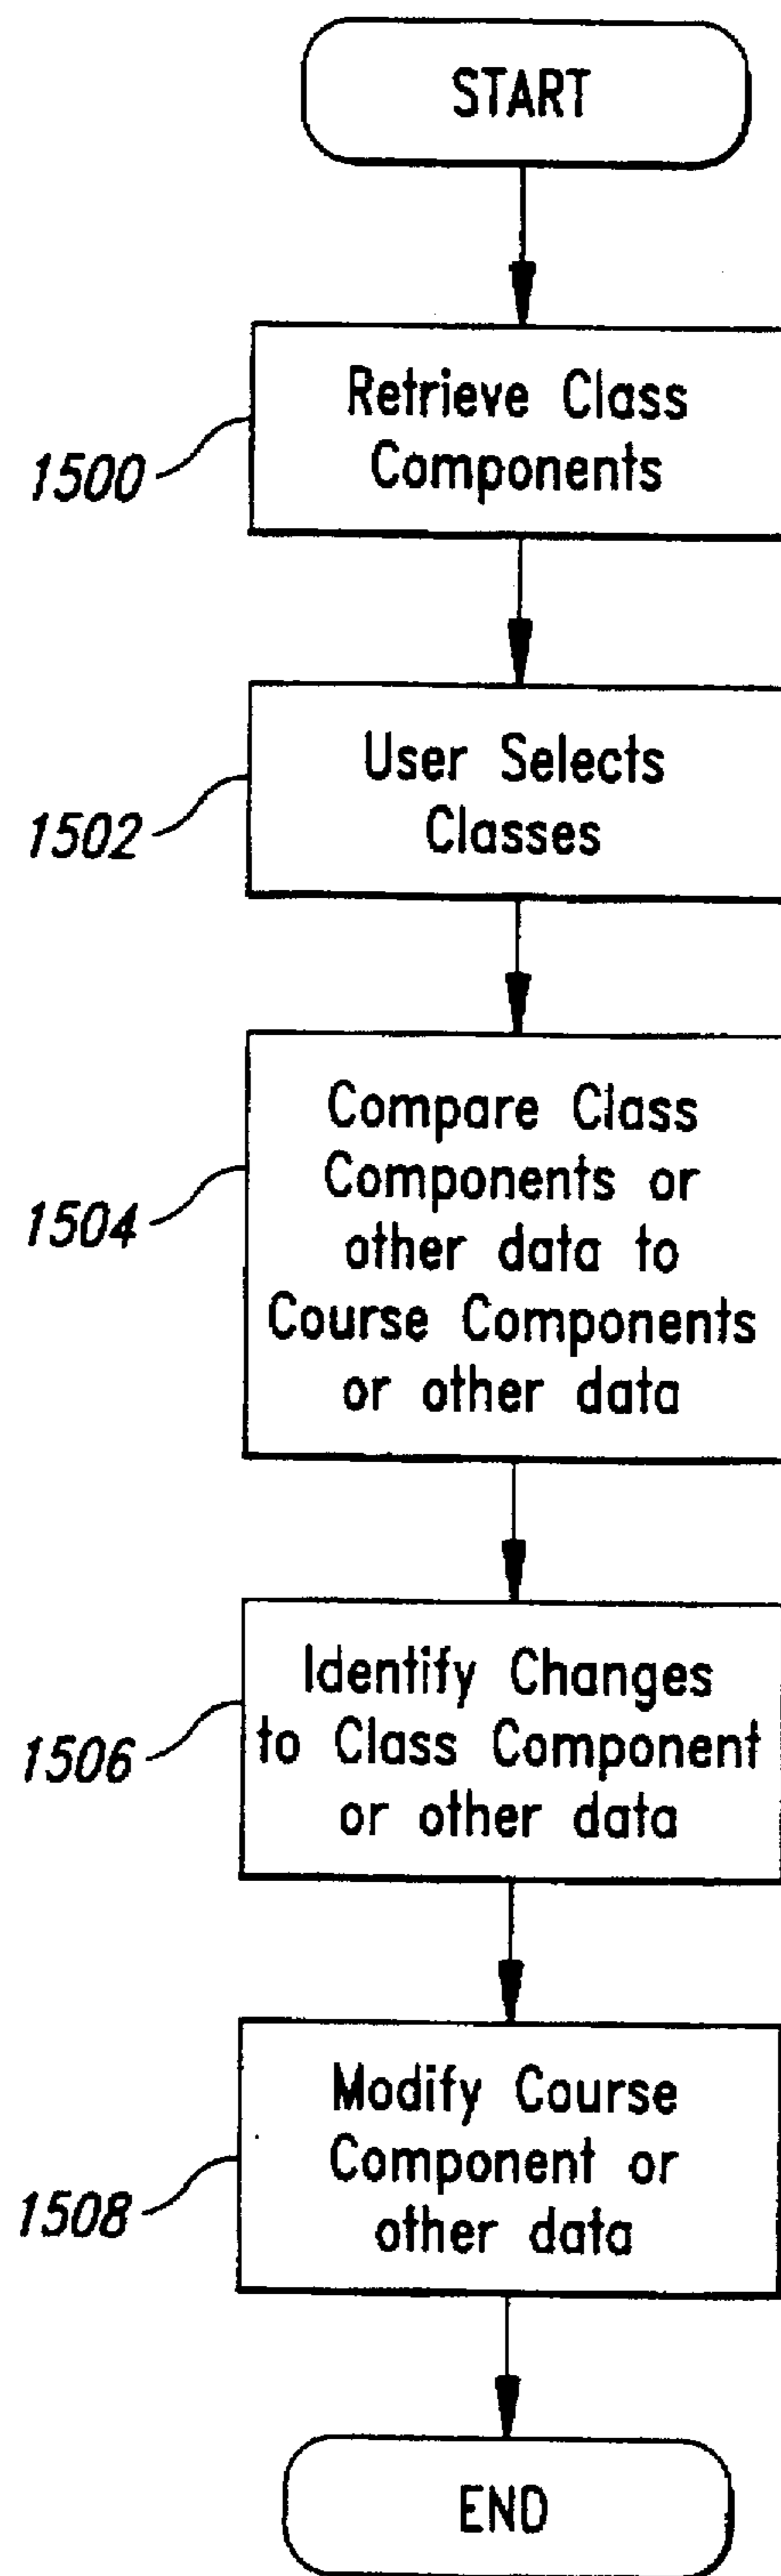 START
Retrieve Class
Components
1500
User Selects
Classes
1502
Compare Class
Components or
other data to
Course Components
or other data
1504
Identify Changes
to Class Component
or other data
1506
Modify Course
Component or
other data
1508
END